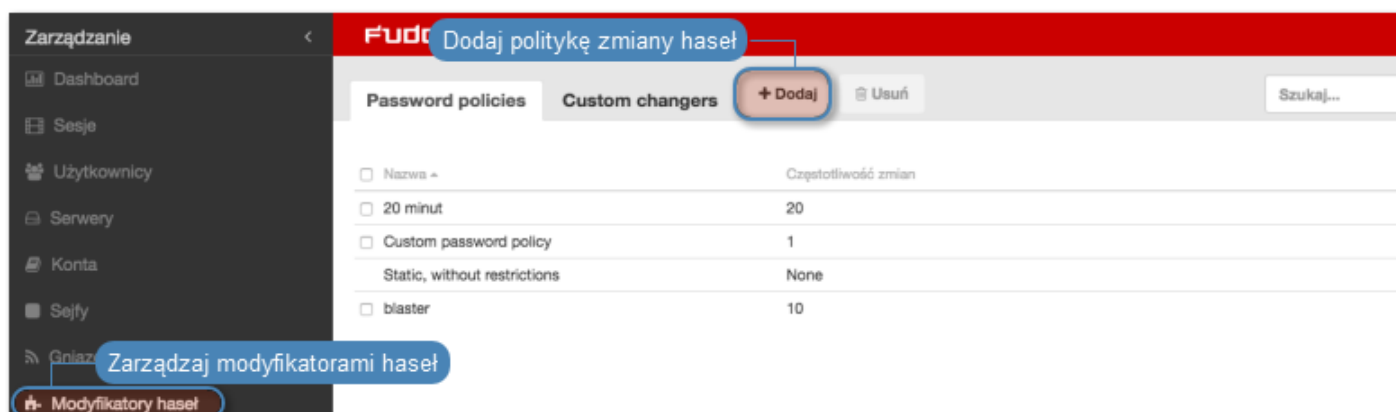 Zarządzanie
Dodaj politykę zmiany haseł
Dashboard
Password policies
Custom changers
+ Dodaj
Usuń
Szukaj...
Sesje
Użytkownicy
Nazwa
Częstotliwość zmian
20 minut
20
Serwery
Custom password policy
1
Konta
Static, without restrictions
None
Sejfy
blaster
10
Zarządzaj modyfikatorami haseł
Modyfikatory haseł